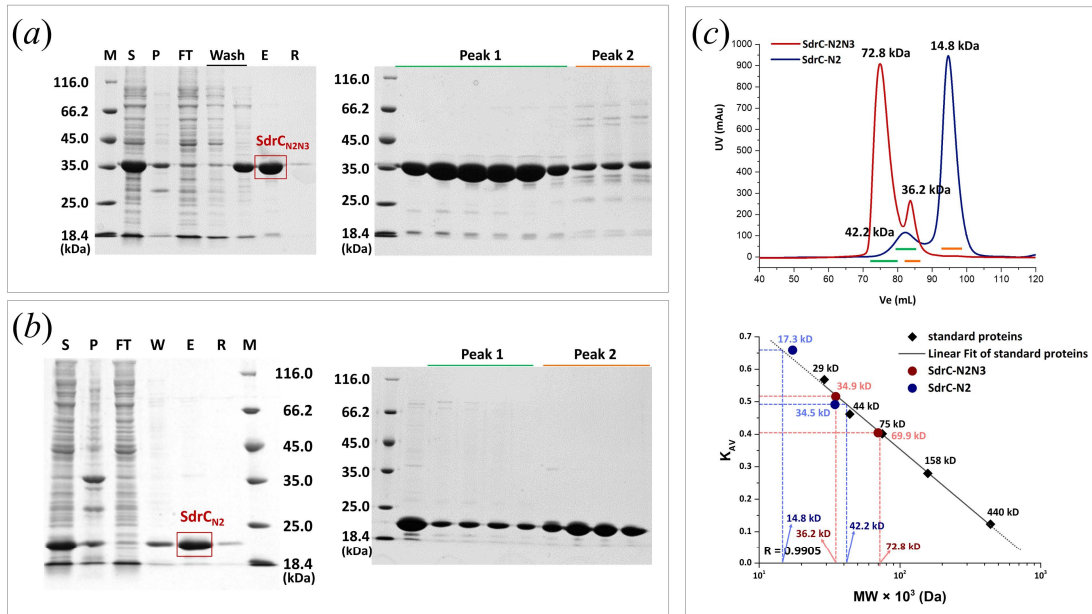 (a)
M S P FT Wash E R
116.0
66.2
45.0
35.0
25.0
18.4
(kDa)
SdrCN2N3
Peak 1 Peak 2
116.0
66.2
45.0
35.0
25.0
18.4
(kDa)
(b)
S P FT W E R M
116.0
66.2
45.0
35.0
25.0
18.4
(kDa)
SdrCN2
Peak 1 Peak 2
116.0
66.2
45.0
35.0
25.0
18.4
(kDa)
(c)
SdrC-N2N3
SdrC-N2
72.8 kDa
14.8 kDa
36.2 kDa
42.2 kDa
UV (mAu)
1000
900
800
700
600
500
400
300
200
100
0
40 50 60 70 80 90 100 110 120
Ve (mL)
standard proteins
Linear Fit of standard proteins
SdrC-N2N3
SdrC-N2
KAV
0.7
0.6
0.5
0.4
0.3
0.2
0.1
0.0
17.3 kD
29 kD
34.9 kD
34.5 kD
44 kD
75 kD
69.9 kD
158 kD
440 kD
14.8 kD
36.2 kD
42.2 kD
72.8 kD
R = 0.9905
10¹ 10² 10³
MW × 10³ (Da)